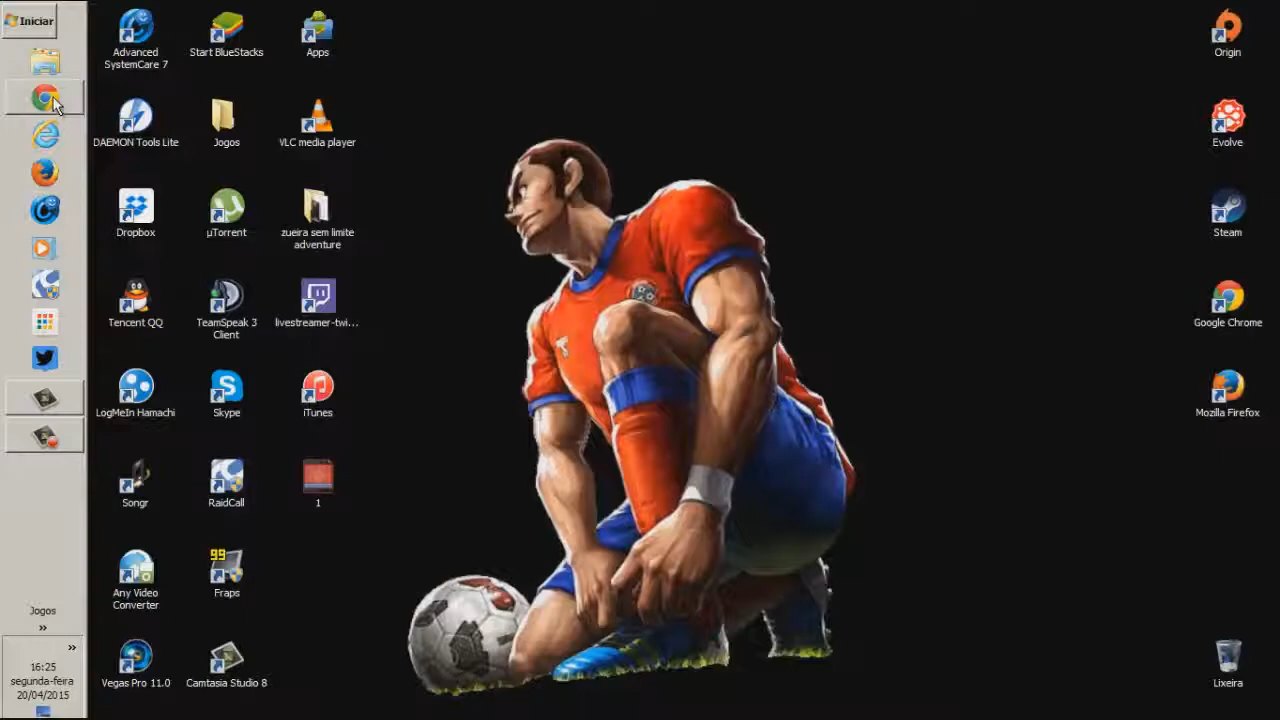 Iniciar
Advanced
SystemCare 7
Start BlueStacks
Apps
DAEMON Tools Lite
Jogos
VLC media player
Dropbox
µTorrent
zueira sem limite
adventure
Tencent QQ
TeamSpeak 3
Client
livestreamer-twi...
LogMeIn Hamachi
Skype
iTunes
Songr
RaidCall
1
Any Video
Converter
99
Fraps
Vegas Pro 11.0
Camtasia Studio 8
Origin
Evolve
Steam
Google Chrome
Mozilla Firefox
Lixeira
Jogos
»
»
16:25
segunda-feira
20/04/2015